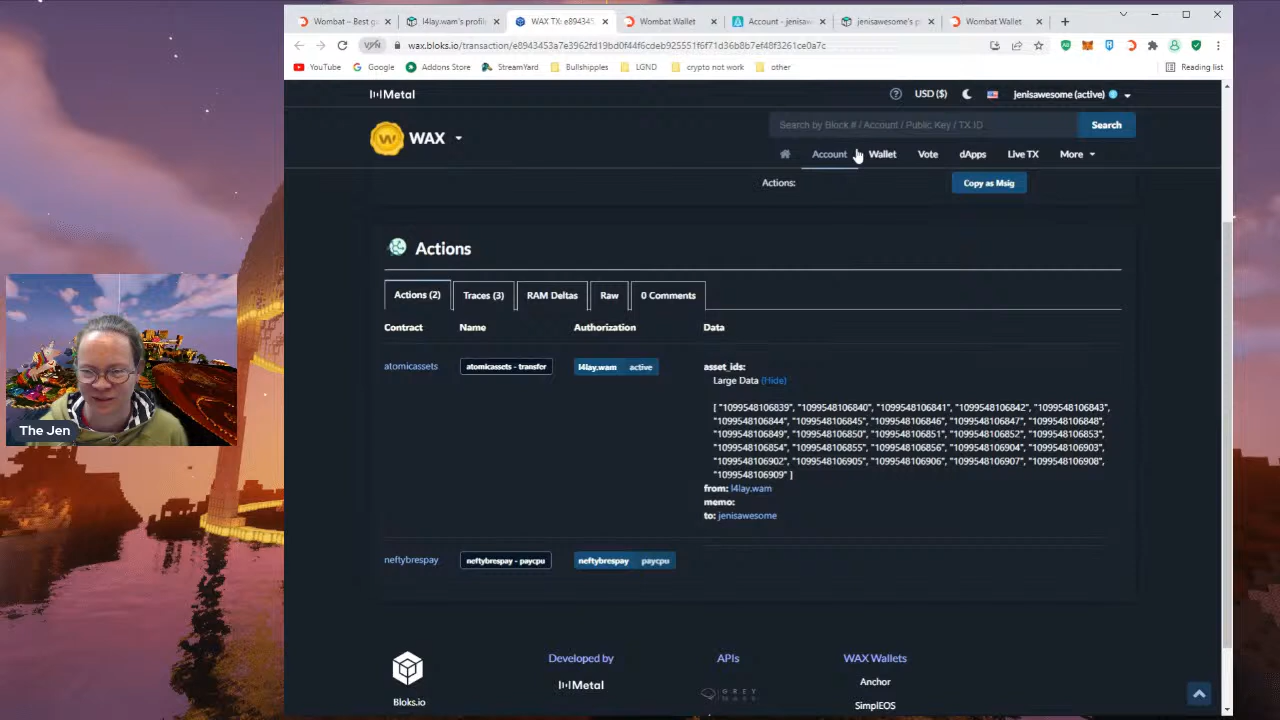 Wombat – Best g
l4lay.wam's profil
WAX TX: e894345
Wombat Wallet
Account - jenisaw
jenisawesome's p
Wombat Wallet
VPN
wax.bloks.io/transaction/e8943453a7e3962fd19bd0f44f6cdeb925551f6f71d36b8b7ef48f3261ce0a7c
YouTube
Google
Addons Store
StreamYard
Bullshipples
LGND
crypto not work
other
Reading list
Metal
USD ($)
jenisawesome (active)
WAX
Search by Block # / Account / Public Key / TX ID
Search
Account
Wallet
Vote
dApps
Live TX
More
Actions:
Copy as Msig
Actions
Actions (2)
Traces (3)
RAM Deltas
Raw
0 Comments
Contract
Name
Authorization
Data
atomicassets
atomicassets - transfer
l4lay.wam active
asset_ids:
Large Data (Hide)
[ "1099548106839", "1099548106840", "1099548106841", "1099548106842", "1099548106843",
"1099548106844", "1099548106845", "1099548106846", "1099548106847", "1099548106848",
"1099548106849", "1099548106850", "1099548106851", "1099548106852", "1099548106853",
"1099548106854", "1099548106855", "1099548106856", "1099548106904", "1099548106903",
"1099548106902", "1099548106905", "1099548106906", "1099548106907", "1099548106908",
"1099548106909" ]
from: l4lay.wam
memo:
to: jenisawesome
neftybrespay
neftybrespay - paycpu
neftybrespay paycpu
The Jen
Bloks.io
Developed by
Metal
APIs
GREY
WAX Wallets
Anchor
SimplEOS